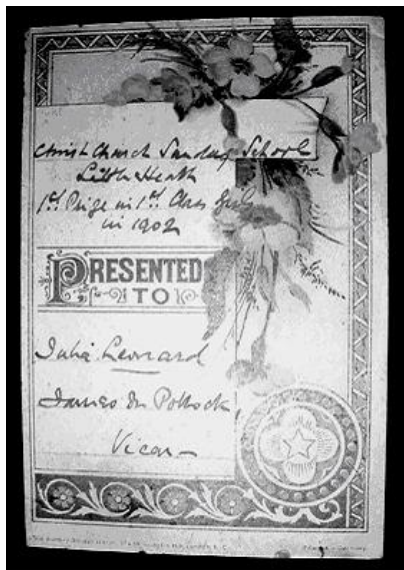 Christ Church Sunday School
Little Heath
1st Prize in 1st Class Girls
in 1902
PRESENTED
TO
Julia Leonard
James M Pollock,
Vicar